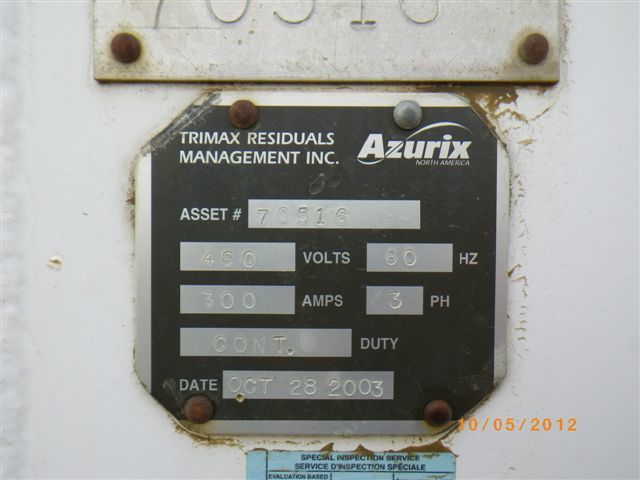 70516
TRIMAX RESIDUALS
MANAGEMENT INC.
Azurix
NORTH AMERICA
ASSET # 70516
480 VOLTS 60 HZ
300 AMPS 3 PH
CONT. DUTY
DATE OCT 28 2003
10/05/2012
SPECIAL INSPECTION SERVICE
SERVICE D'INSPECTION SPÉCIALE
EVALUATION BASED